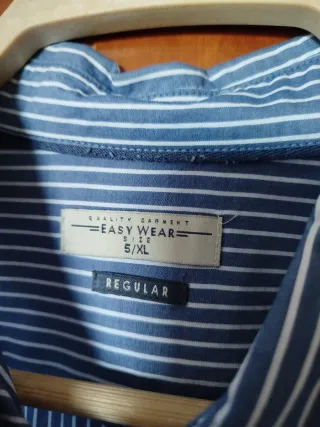 QUALITY GARMENT
EASY WEAR
SIZE
5/XL
REGULAR